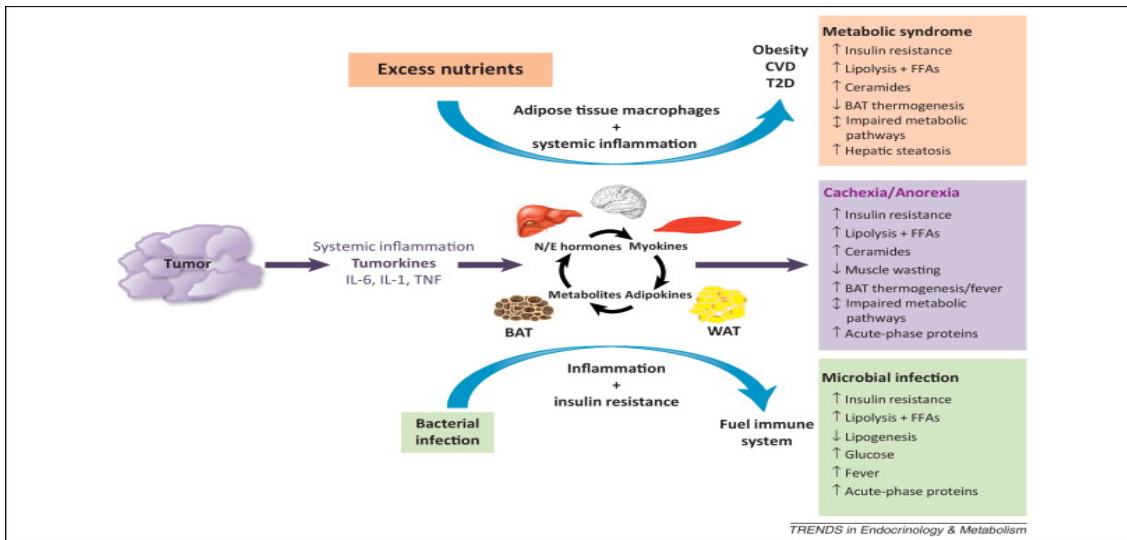 Excess nutrients
Adipose tissue macrophages
+
systemic inflammation
Obesity
CVD
T2D
Metabolic syndrome
↑ Insulin resistance
↑ Lipolysis + FFAs
↑ Ceramides
↓ BAT thermogenesis
↕ Impaired metabolic
pathways
↑ Hepatic steatosis
Tumor
Systemic inflammation
Tumorkines
IL-6, IL-1, TNF
N/E hormones Myokines
Metabolites Adipokines
BAT
WAT
Cachexia/Anorexia
↑ Insulin resistance
↑ Lipolysis + FFAs
↑ Ceramides
↓ Muscle wasting
↑ BAT thermogenesis/fever
↕ Impaired metabolic
pathways
↑ Acute-phase proteins
Bacterial
infection
Inflammation
+
insulin resistance
Fuel immune
system
Microbial infection
↑ Insulin resistance
↑ Lipolysis + FFAs
↓ Lipogenesis
↑ Glucose
↑ Fever
↑ Acute-phase proteins
TRENDS in Endocrinology & Metabolism